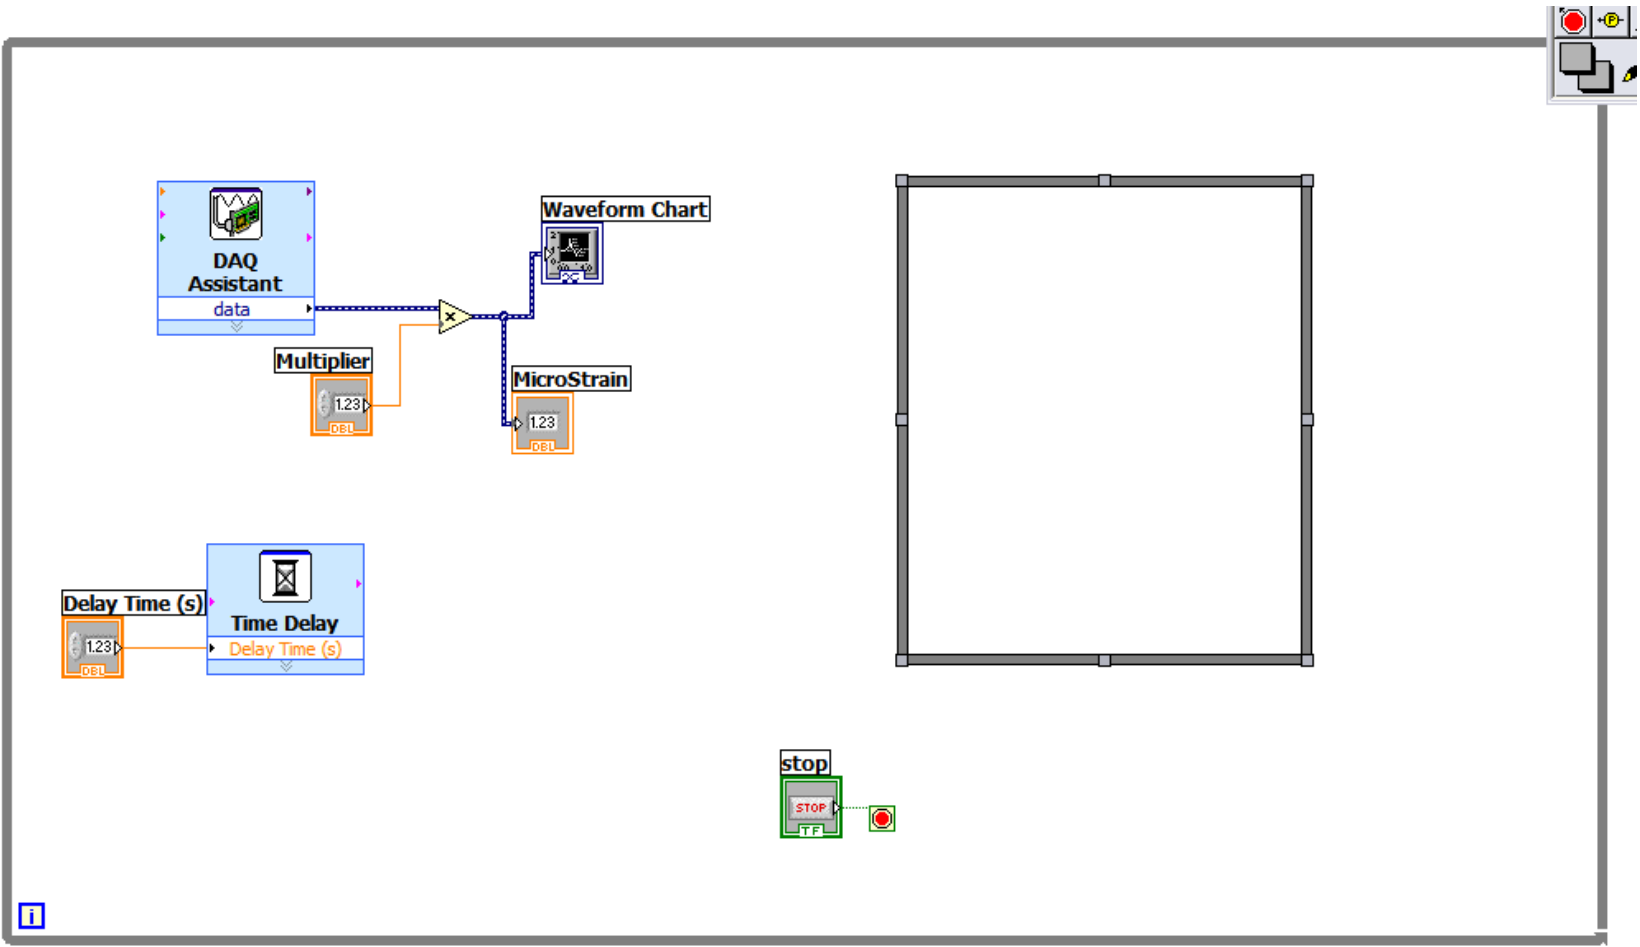 P
Waveform Chart
DAQ
Assistant
data
x
Multiplier
1.23
DBL
MicroStrain
1.23
DBL
Delay Time (s)
1.23
DBL
Time Delay
Delay Time (s)
stop
STOP
TF
i